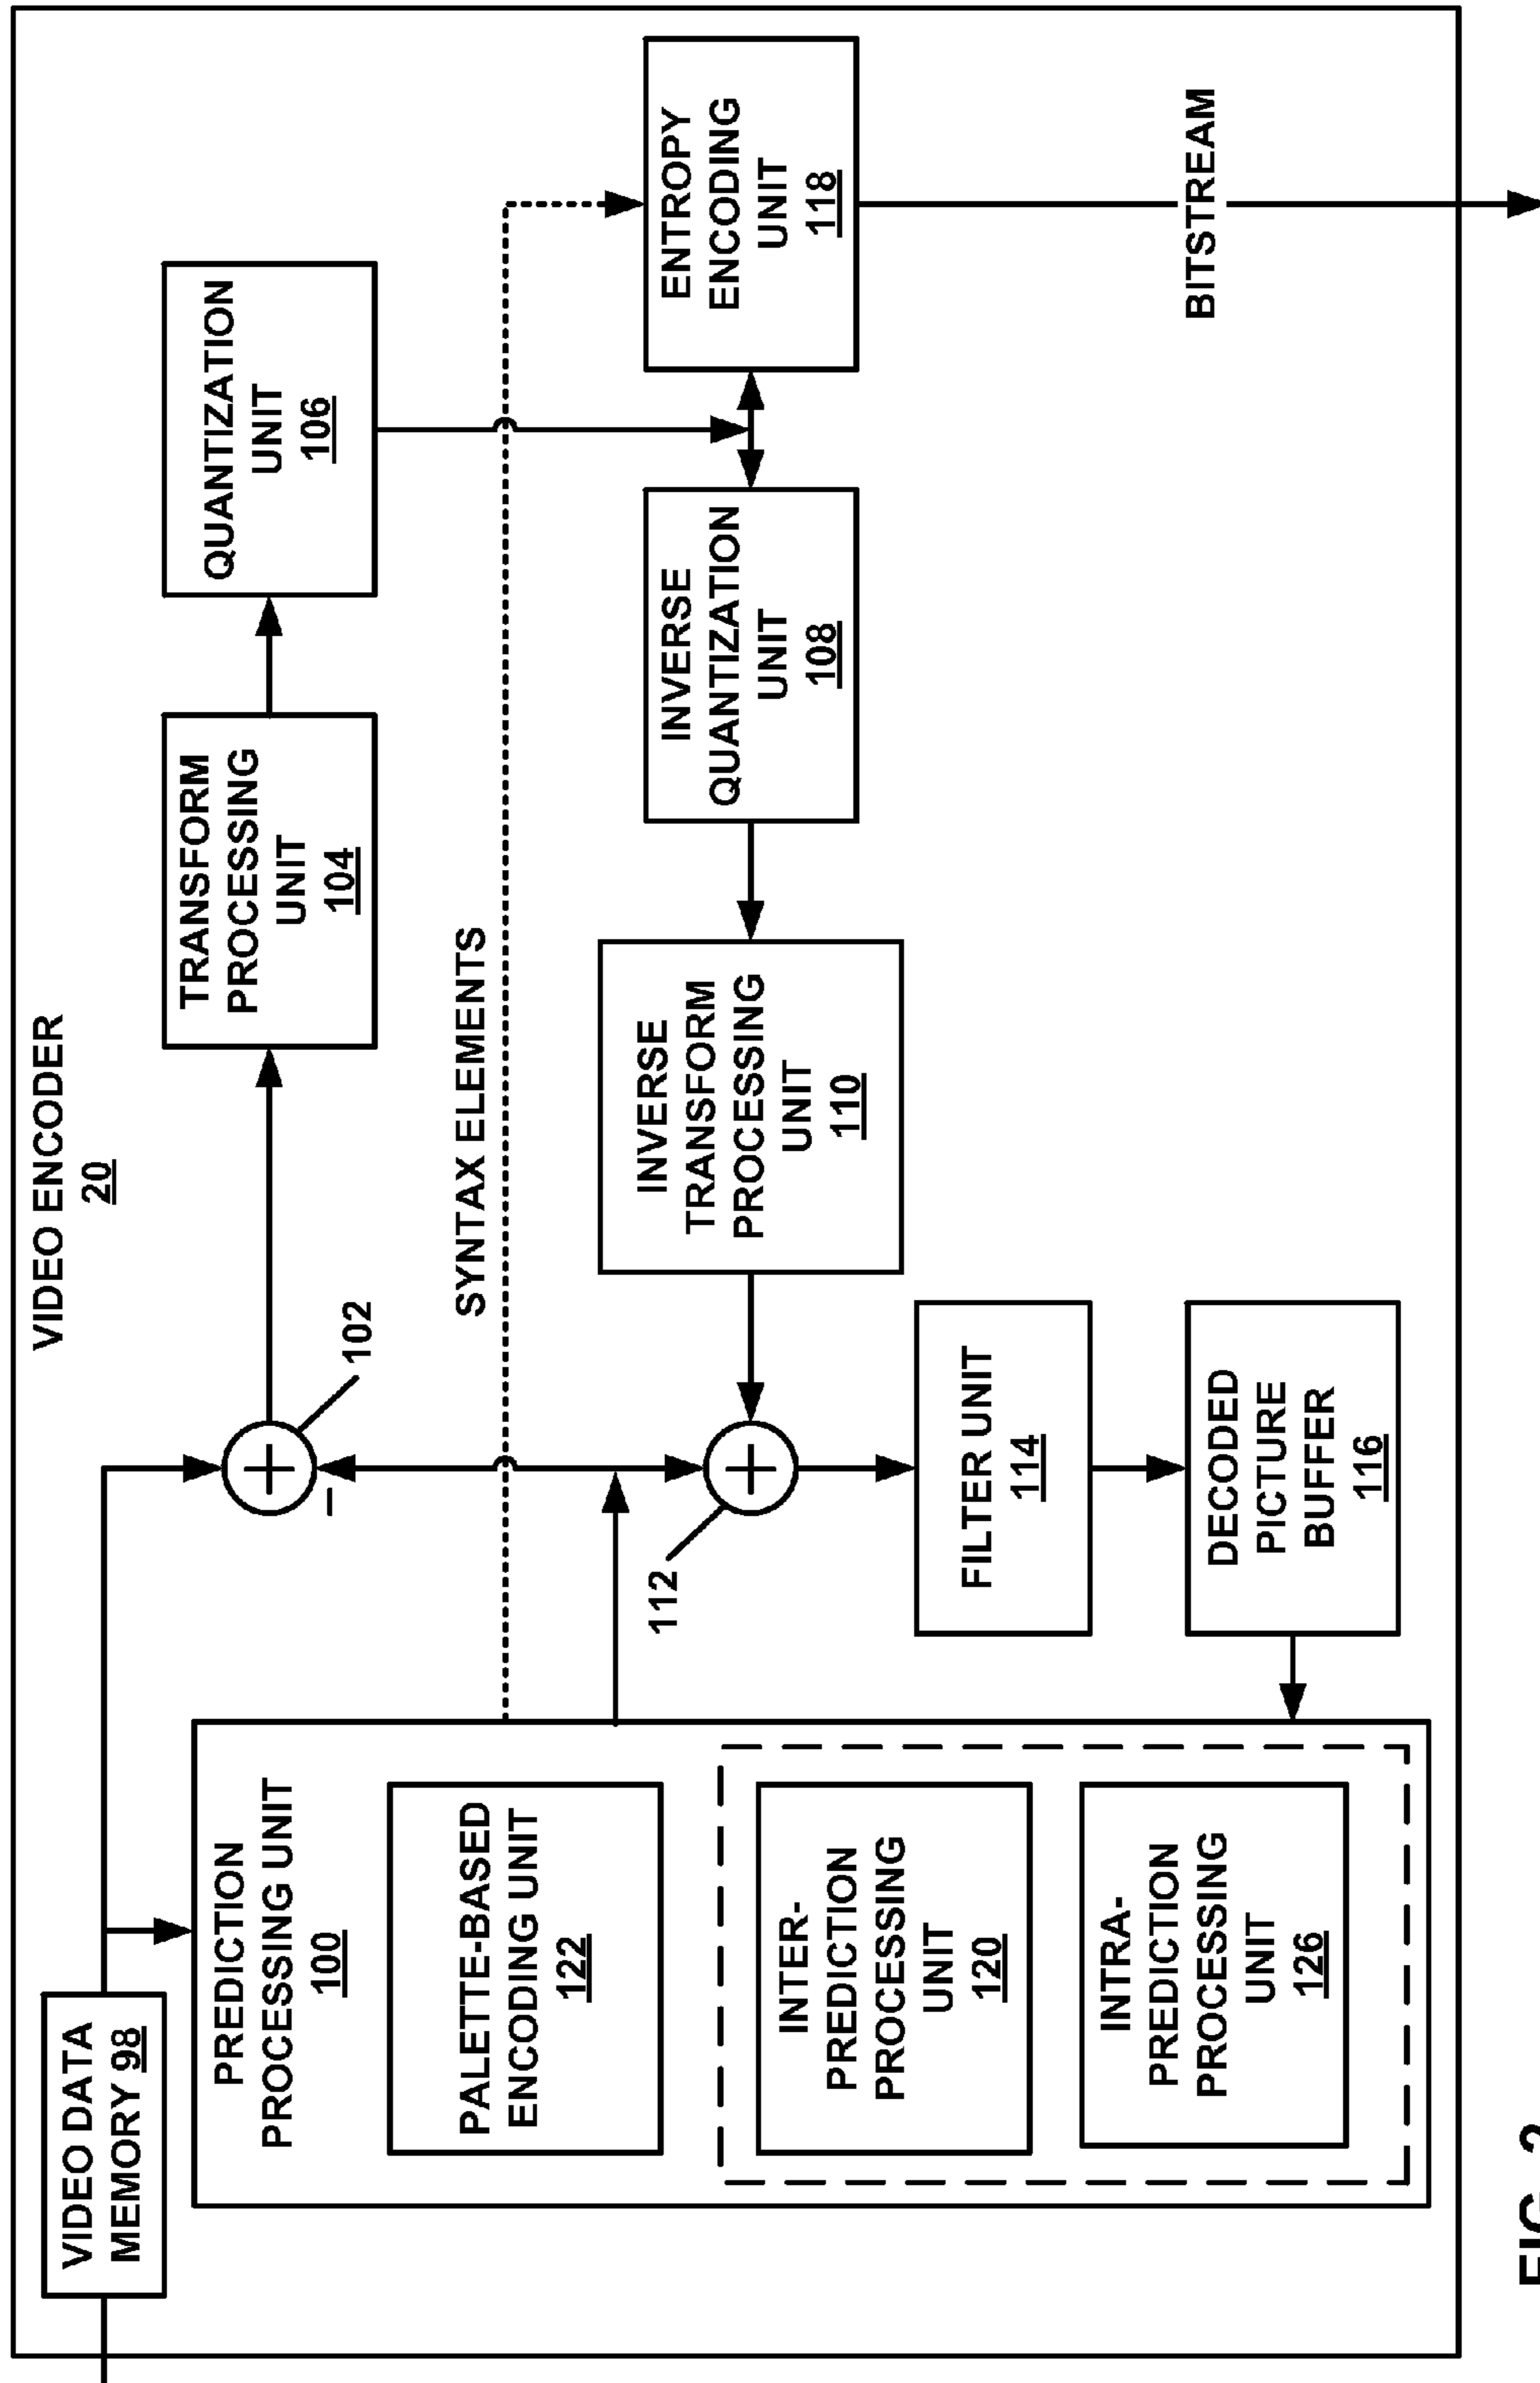 VIDEO ENCODER
20
VIDEO DATA
MEMORY 98
PREDICTION
PROCESSING UNIT
100
PALETTE-BASED
ENCODING UNIT
122
INTER-
PREDICTION
PROCESSING
UNIT
120
INTRA-
PREDICTION
PROCESSING
UNIT
126
102
–
112
TRANSFORM
PROCESSING
UNIT
104
QUANTIZATION
UNIT
106
SYNTAX ELEMENTS
INVERSE
TRANSFORM
PROCESSING
UNIT
110
INVERSE
QUANTIZATION
UNIT
108
ENTROPY
ENCODING
UNIT
118
FILTER UNIT
114
DECODED
PICTURE
BUFFER
116
BITSTREAM
FIG. 2